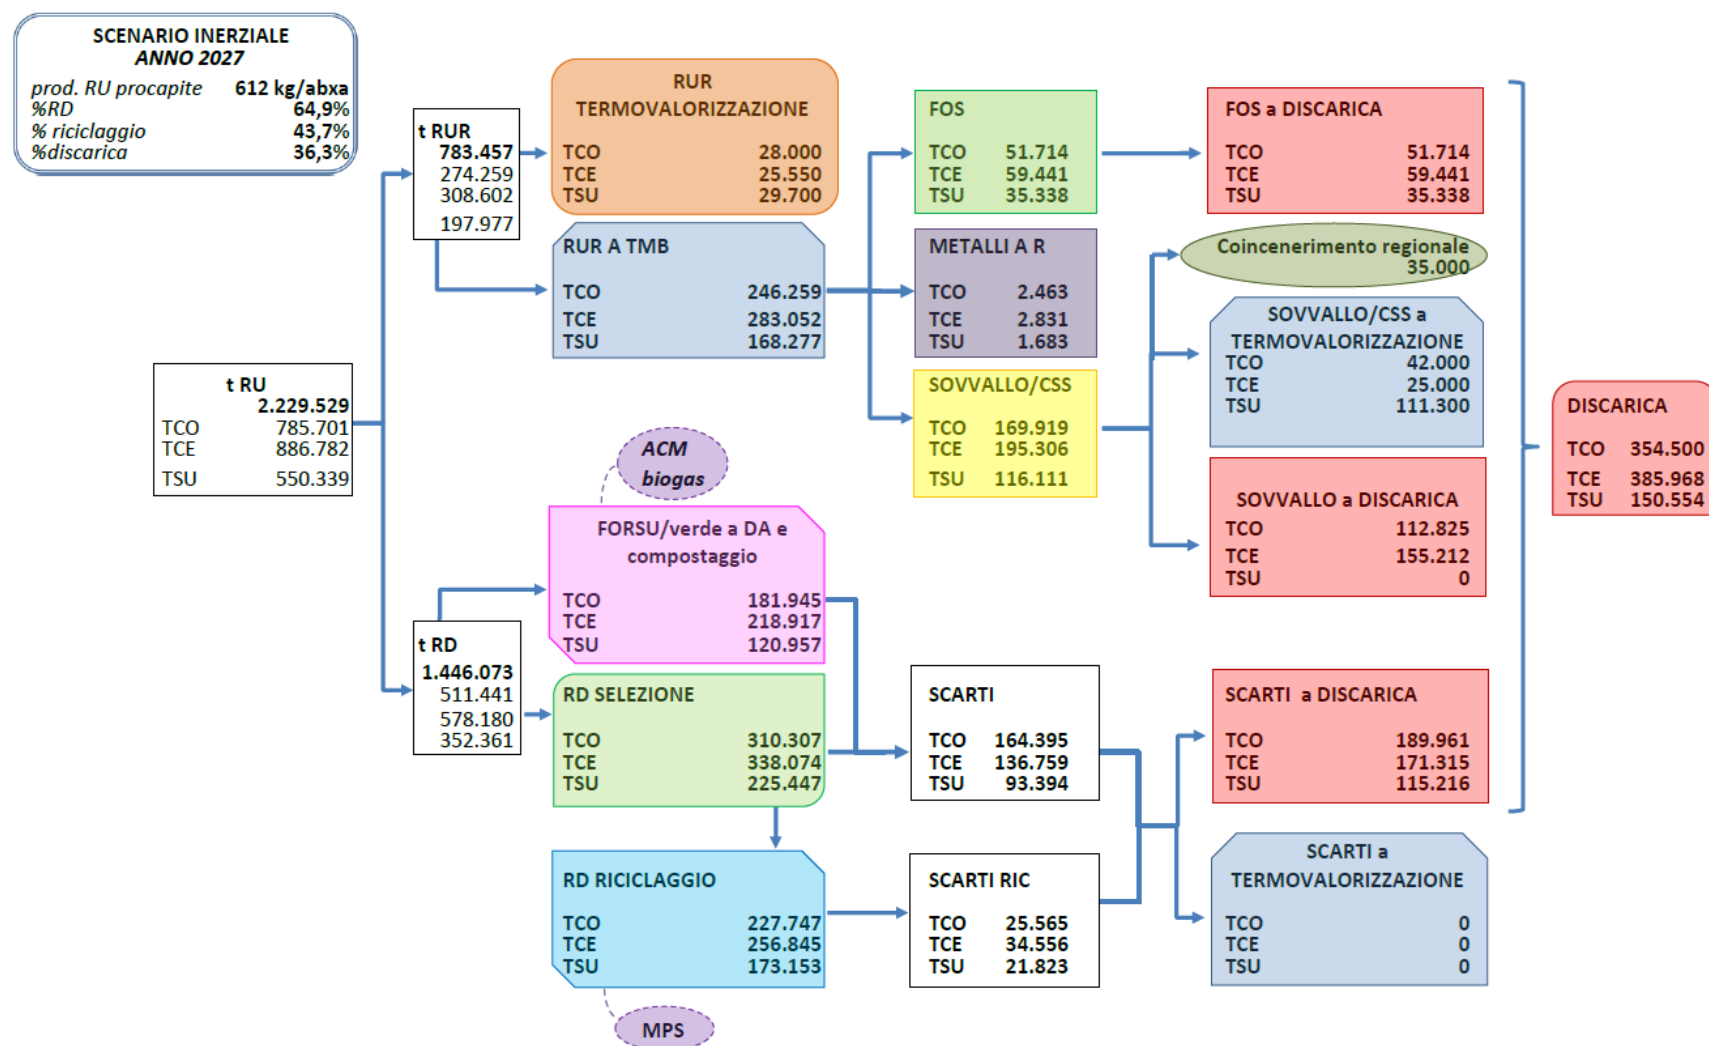 SCENARIO INERZIALE
ANNO 2027
prod. RU procapite 612 kg/abxa
%RD 64,9%
% riciclaggio 43,7%
%discarica 36,3%
t RU
2.229.529
TCO 785.701
TCE 886.782
TSU 550.339
t RUR
783.457
274.259
308.602
197.977
t RD
1.446.073
511.441
578.180
352.361
RUR
TERMOVALORIZZAZIONE
TCO 28.000
TCE 25.550
TSU 29.700
RUR A TMB
TCO 246.259
TCE 283.052
TSU 168.277
ACM
biogas
FORSU/verde a DA e
compostaggio
TCO 181.945
TCE 218.917
TSU 120.957
RD SELEZIONE
TCO 310.307
TCE 338.074
TSU 225.447
RD RICICLAGGIO
TCO 227.747
TCE 256.845
TSU 173.153
MPS
FOS
TCO 51.714
TCE 59.441
TSU 35.338
METALLI A R
TCO 2.463
TCE 2.831
TSU 1.683
SOVVALLO/CSS
TCO 169.919
TCE 195.306
TSU 116.111
SCARTI
TCO 164.395
TCE 136.759
TSU 93.394
SCARTI RIC
TCO 25.565
TCE 34.556
TSU 21.823
FOS a DISCARICA
TCO 51.714
TCE 59.441
TSU 35.338
Coincenerimento regionale
35.000
SOVVALLO/CSS a
TERMOVALORIZZAZIONE
TCO 42.000
TCE 25.000
TSU 111.300
SOVVALLO a DISCARICA
TCO 112.825
TCE 155.212
TSU 0
SCARTI a DISCARICA
TCO 189.961
TCE 171.315
TSU 115.216
SCARTI a
TERMOVALORIZZAZIONE
TCO 0
TCE 0
TSU 0
DISCARICA
TCO 354.500
TCE 385.968
TSU 150.554